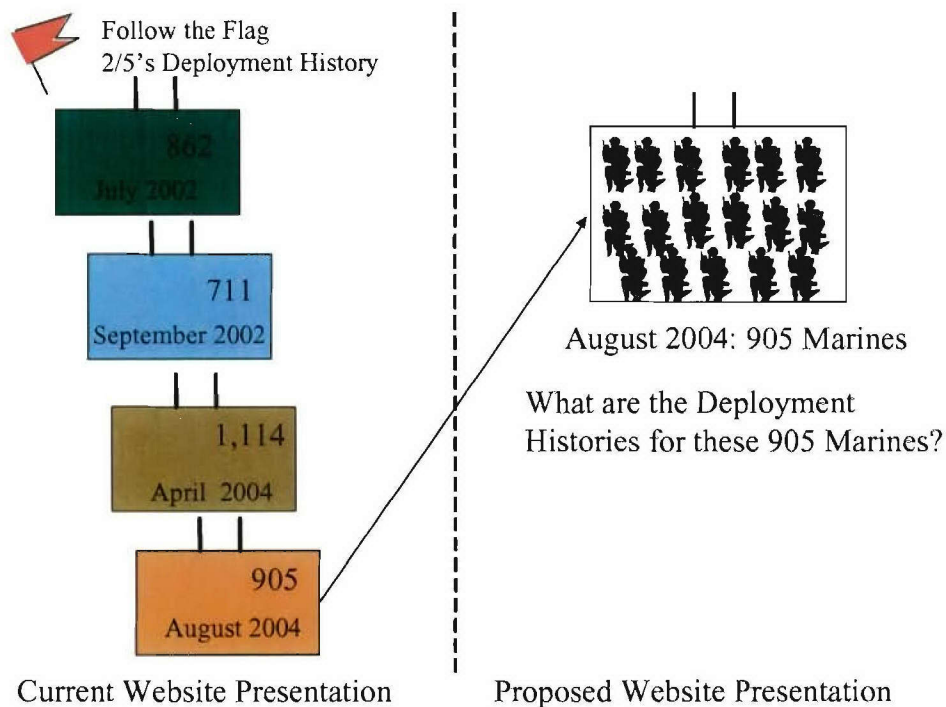 Follow the Flag
2/5's Deployment History
862
July 2002
711
September 2002
1,114
April 2004
905
August 2004
Current Website Presentation
August 2004: 905 Marines
What are the Deployment
Histories for these 905 Marines?
Proposed Website Presentation